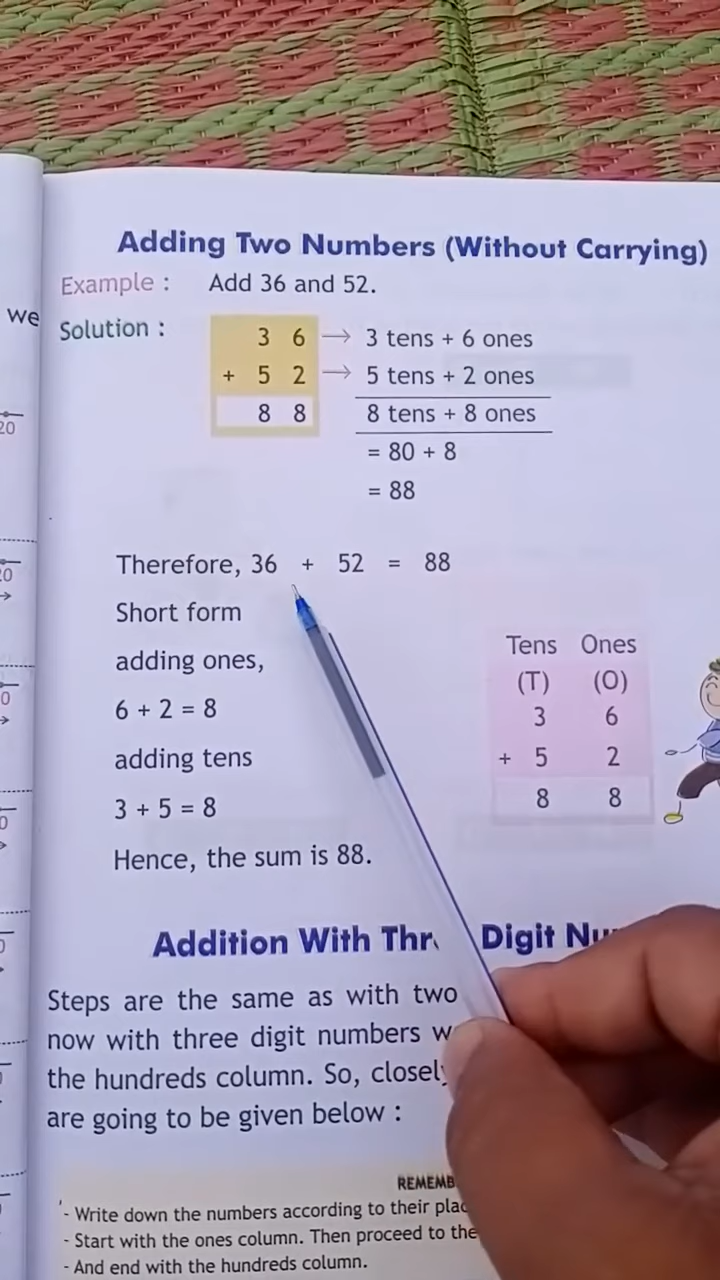 Adding Two Numbers (Without Carrying)
Example : Add 36 and 52.
we
Solution :
3 6 → 3 tens + 6 ones
+ 5 2 → 5 tens + 2 ones
8 8 8 tens + 8 ones
= 80 + 8
= 88
20
Therefore, 36 + 52 = 88
Short form
adding ones,
6 + 2 = 8
adding tens
3 + 5 = 8
Hence, the sum is 88.
Tens Ones
(T) (O)
3 6
+ 5 2
8 8
Addition With Digit
Steps are the same as with two
now with three digit numbers
the hundreds column. So,
are going to be given below :
- Write down the numbers according to their
- Start with the ones column. Then proceed to the
- And end with the hundreds column.